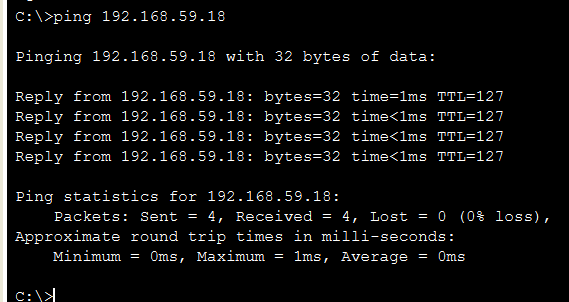 C:\>ping 192.168.59.18
Pinging 192.168.59.18 with 32 bytes of data:
Reply from 192.168.59.18: bytes=32 time=1ms TTL=127
Reply from 192.168.59.18: bytes=32 time<1ms TTL=127
Reply from 192.168.59.18: bytes=32 time<1ms TTL=127
Reply from 192.168.59.18: bytes=32 time<1ms TTL=127
Ping statistics for 192.168.59.18:
    Packets: Sent = 4, Received = 4, Lost = 0 (0% loss),
Approximate round trip times in milli-seconds:
    Minimum = 0ms, Maximum = 1ms, Average = 0ms
C:\>